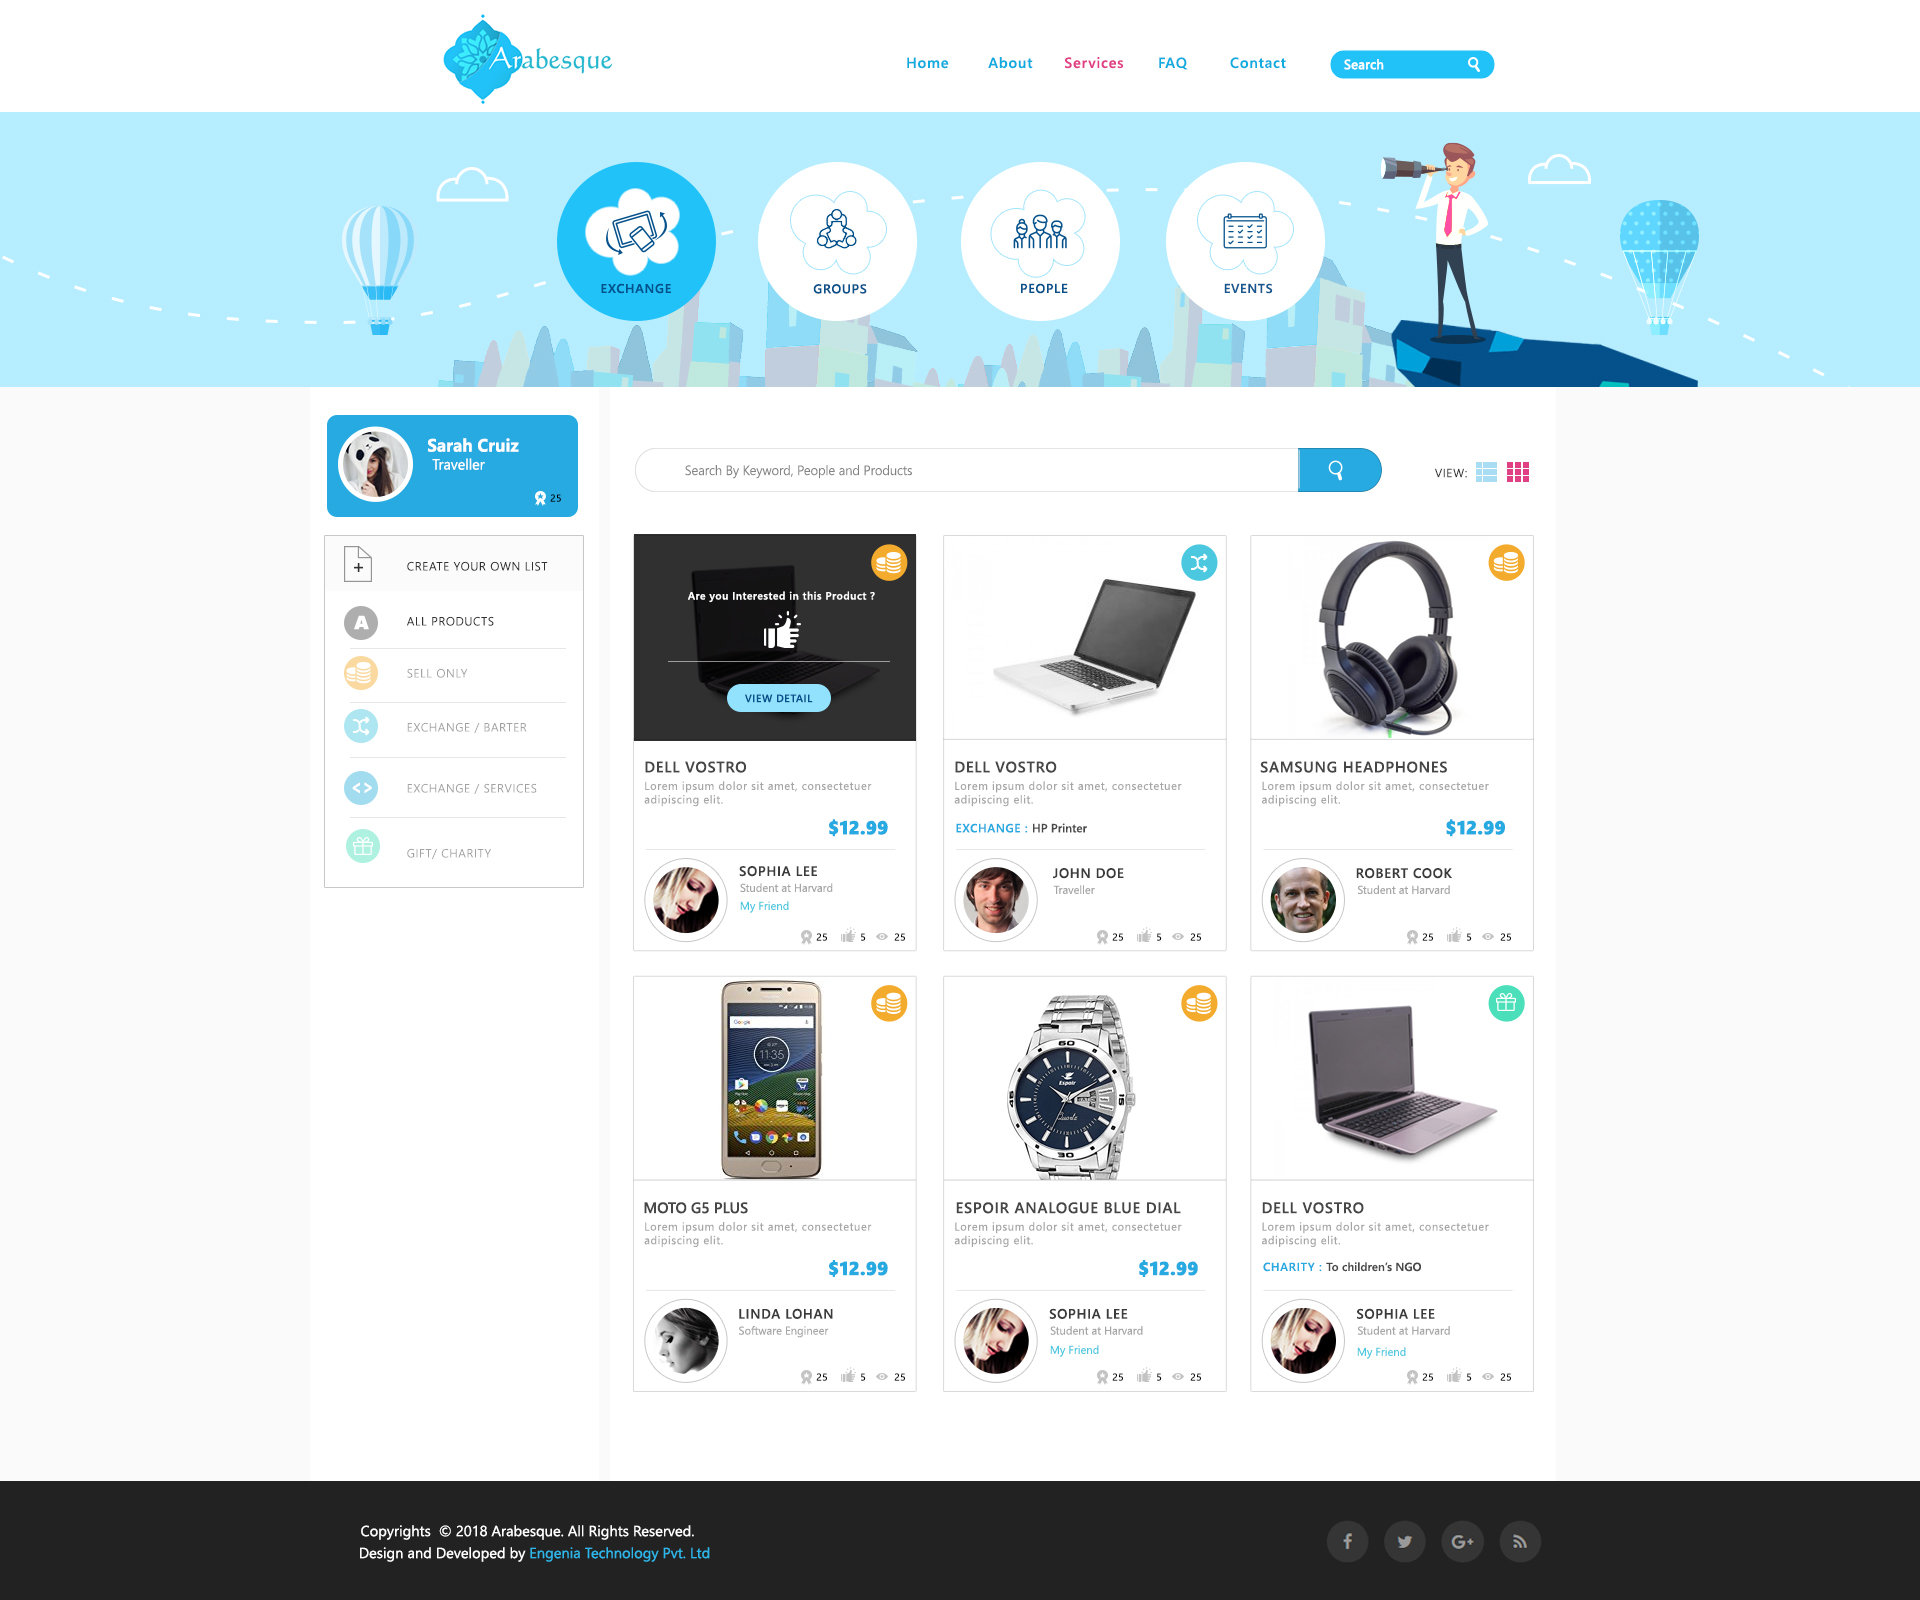 Arabesque
Home About Services FAQ Contact Search
EXCHANGE
GROUPS
PEOPLE
EVENTS
Sarah Cruiz
Traveller
25
CREATE YOUR OWN LIST
A ALL PRODUCTS
SELL ONLY
EXCHANGE / BARTER
EXCHANGE / SERVICES
GIFT/ CHARITY
Search By Keyword, People and Products
VIEW:
Are you Interested in this Product ?
VIEW DETAIL
DELL VOSTRO
Lorem ipsum dolor sit amet, consectetuer
adipiscing elit.
$12.99
SOPHIA LEE
Student at Harvard
My Friend
25 5 25
DELL VOSTRO
Lorem ipsum dolor sit amet, consectetuer
adipiscing elit.
EXCHANGE : HP Printer
JOHN DOE
Traveller
25 5 25
SAMSUNG HEADPHONES
Lorem ipsum dolor sit amet, consectetuer
adipiscing elit.
$12.99
ROBERT COOK
Student at Harvard
25 5 25
Google
11:35
MOTO G5 PLUS
Lorem ipsum dolor sit amet, consectetuer
adipiscing elit.
$12.99
LINDA LOHAN
Software Engineer
25 5 25
60
Espoir
45
15
Quartz
30
ESPOIR ANALOGUE BLUE DIAL
Lorem ipsum dolor sit amet, consectetuer
adipiscing elit.
$12.99
SOPHIA LEE
Student at Harvard
My Friend
25 5 25
DELL VOSTRO
Lorem ipsum dolor sit amet, consectetuer
adipiscing elit.
CHARITY : To children's NGO
SOPHIA LEE
Student at Harvard
My Friend
25 5 25
Copyrights © 2018 Arabesque. All Rights Reserved.
Design and Developed by Engenia Technology Pvt. Ltd